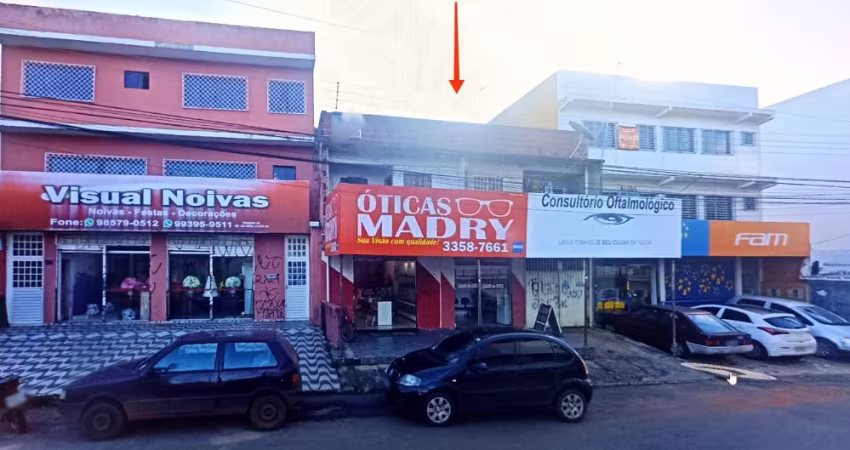 Visual Noivas
Noivas - Festas - Decorações
Fone: 98579-0512 99395-0511
ÓTICAS
MADRY
Sua Visão com qualidade
3358-7661
Consultório Oftalmológico
fam